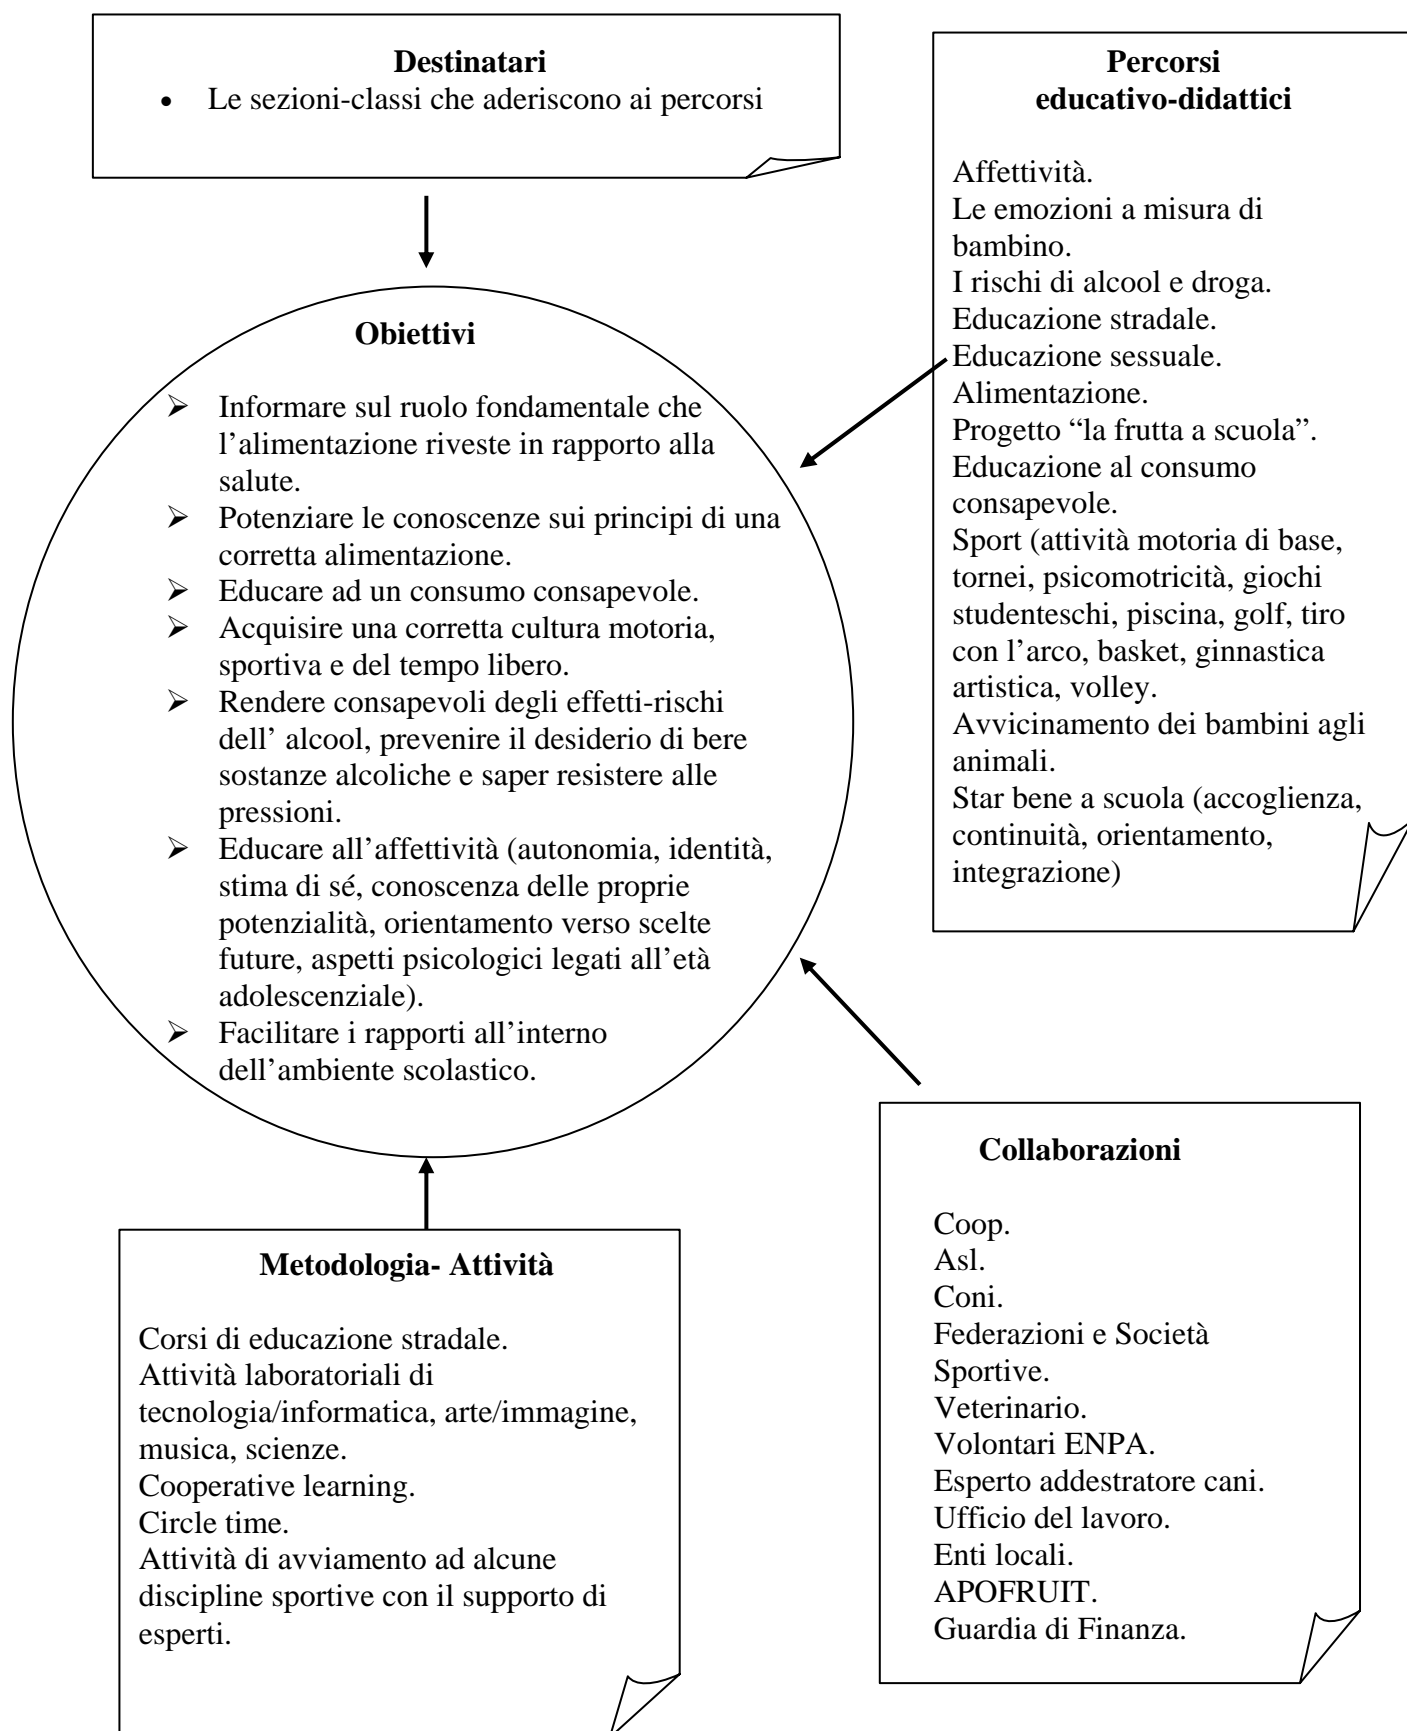 Destinatari
• Le sezioni-classi che aderiscono ai percorsi
Percorsi
educativo-didattici
Affettività.
Le emozioni a misura di
bambino.
I rischi di alcool e droga.
Educazione stradale.
Educazione sessuale.
Alimentazione.
Progetto “la frutta a scuola”.
Educazione al consumo
consapevole.
Sport (attività motoria di base,
tornei, psicomotricità, giochi
studenteschi, piscina, golf, tiro
con l’arco, basket, ginnastica
artistica, volley.
Avvicinamento dei bambini agli
animali.
Star bene a scuola (accoglienza,
continuità, orientamento,
integrazione)
Obiettivi
➢ Informare sul ruolo fondamentale che
l’alimentazione riveste in rapporto alla
salute.
➢ Potenziare le conoscenze sui principi di una
corretta alimentazione.
➢ Educare ad un consumo consapevole.
➢ Acquisire una corretta cultura motoria,
sportiva e del tempo libero.
➢ Rendere consapevoli degli effetti-rischi
dell’ alcool, prevenire il desiderio di bere
sostanze alcoliche e saper resistere alle
pressioni.
➢ Educare all’affettività (autonomia, identità,
stima di sé, conoscenza delle proprie
potenzialità, orientamento verso scelte
future, aspetti psicologici legati all’età
adolescenziale).
➢ Facilitare i rapporti all’interno
dell’ambiente scolastico.
Metodologia- Attività
Corsi di educazione stradale.
Attività laboratoriali di
tecnologia/informatica, arte/immagine,
musica, scienze.
Cooperative learning.
Circle time.
Attività di avviamento ad alcune
discipline sportive con il supporto di
esperti.
Collaborazioni
Coop.
Asl.
Coni.
Federazioni e Società
Sportive.
Veterinario.
Volontari ENPA.
Esperto addestratore cani.
Ufficio del lavoro.
Enti locali.
APOFRUIT.
Guardia di Finanza.